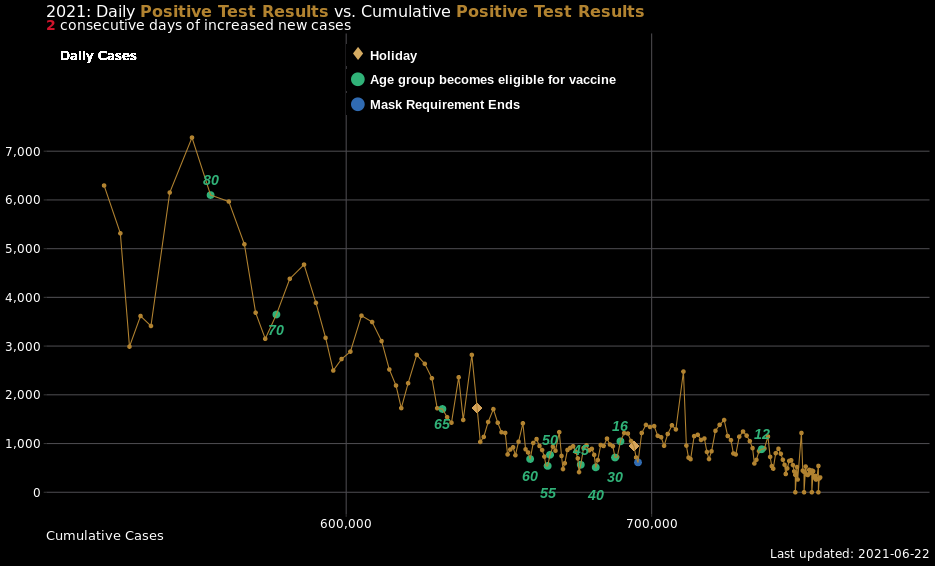 2021: Daily Positive Test Results vs. Cumulative Positive Test Results
2 consecutive days of increased new cases
Daily Cases
Holiday
Age group becomes eligible for vaccine
Mask Requirement Ends
7,000
80
6,000
5,000
4,000
70
3,000
2,000
65
16
12
50
1,000
45
60
30
55
40
0
600,000
700,000
Cumulative Cases
Last updated: 2021-06-22